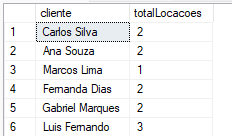 cliente totalLocacoes
1 Carlos Silva 2
2 Ana Souza 2
3 Marcos Lima 1
4 Fernanda Dias 2
5 Gabriel Marques 2
6 Luis Fernando 3